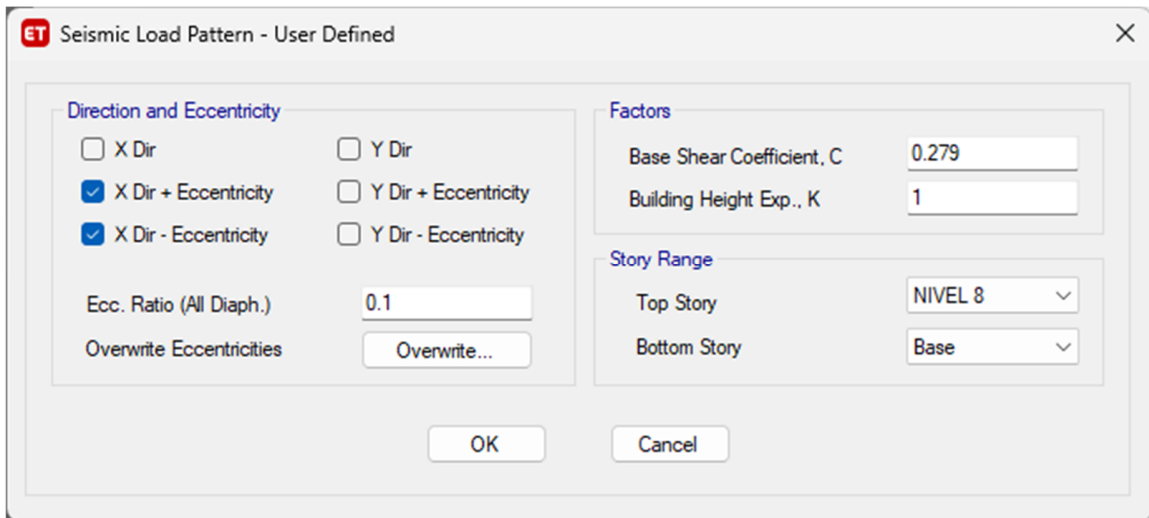 ET Seismic Load Pattern - User Defined
Direction and Eccentricity
X Dir
Y Dir
X Dir + Eccentricity
Y Dir + Eccentricity
X Dir - Eccentricity
Y Dir - Eccentricity
Ecc. Ratio (All Diaph.)
0.1
Overwrite Eccentricities
Overwrite...
Factors
Base Shear Coefficient, C
0.279
Building Height Exp., K
1
Story Range
Top Story
NIVEL 8
Bottom Story
Base
OK
Cancel